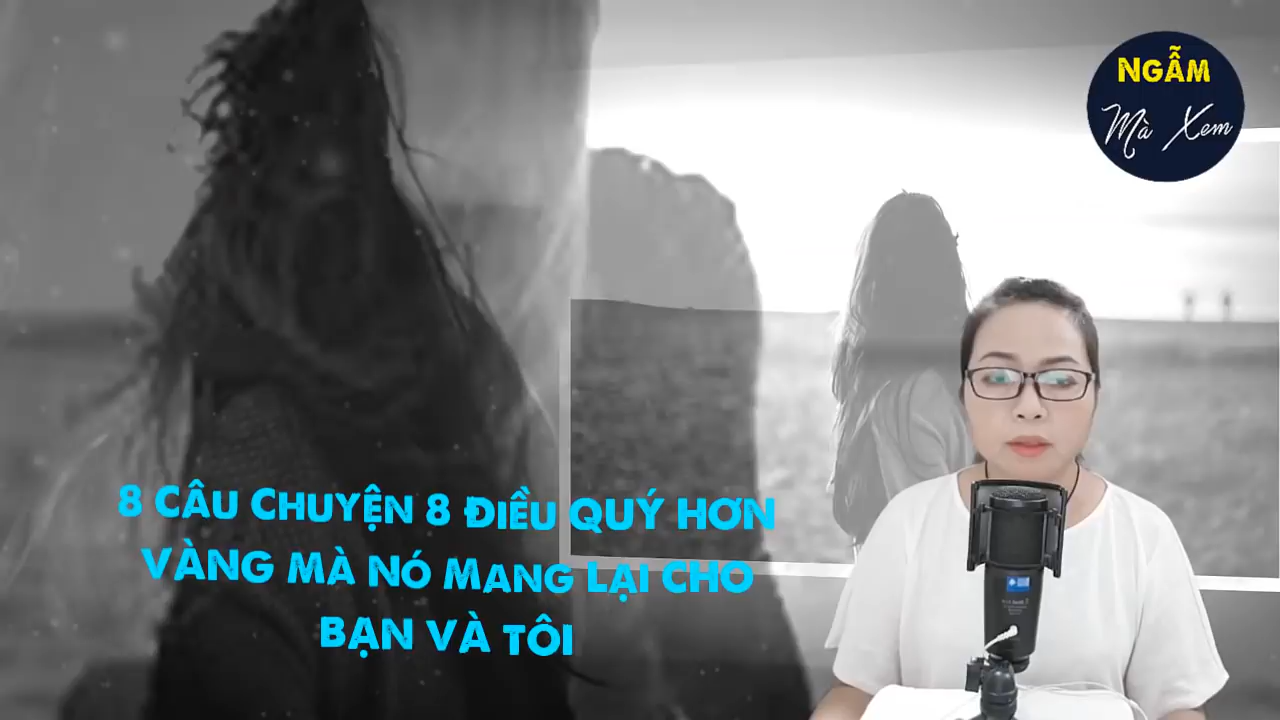 NGẪM
Mà Xem
8 CÂU CHUYỆN 8 ĐIỀU QUÝ HƠN
VÀNG MÀ NÓ MANG LẠI CHO
BẠN VÀ TÔI